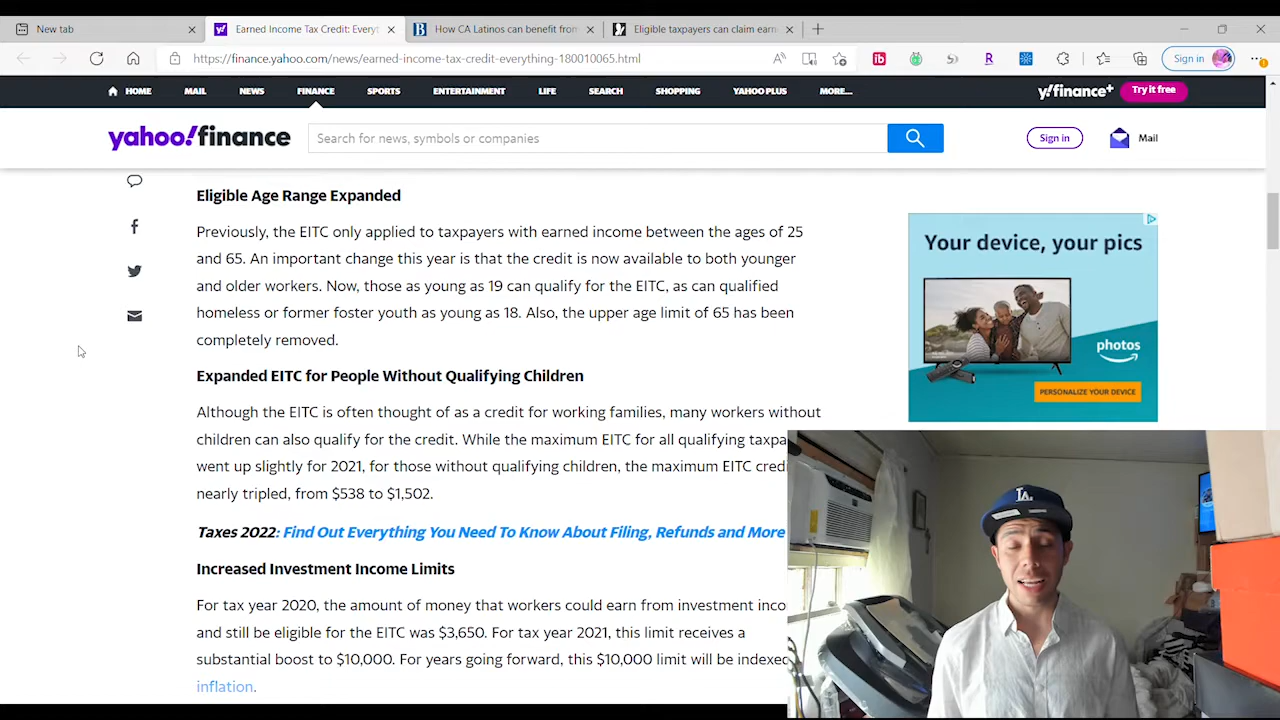 New tab
Earned Income Tax Credit: Everyt
How CA Latinos can benefit from
Eligible taxpayers can claim earn
http://finance.yahoo.com/news/earned-income-tax-credit-everything-180010065.html
Sign in
HOME MAIL NEWS FINANCE SPORTS ENTERTAINMENT LIFE SEARCH SHOPPING YAHOO PLUS MORE...
y!finance+ Try it free
yahoo!finance
Search for news, symbols or companies
Sign in
Mail
Eligible Age Range Expanded
Previously, the EITC only applied to taxpayers with earned income between the ages of 25
and 65. An important change this year is that the credit is now available to both younger
and older workers. Now, those as young as 19 can qualify for the EITC, as can qualified
homeless or former foster youth as young as 18. Also, the upper age limit of 65 has been
completely removed.
Expanded EITC for People Without Qualifying Children
Although the EITC is often thought of as a credit for working families, many workers without
children can also qualify for the credit. While the maximum EITC for all qualifying taxpa
went up slightly for 2021, for those without qualifying children, the maximum EITC credi
nearly tripled, from $538 to $1,502.
Taxes 2022: Find Out Everything You Need To Know About Filing, Refunds and More
Increased Investment Income Limits
For tax year 2020, the amount of money that workers could earn from investment inco
and still be eligible for the EITC was $3,650. For tax year 2021, this limit receives a
substantial boost to $10,000. For years going forward, this $10,000 limit will be indexed
inflation.
Your device, your pics
photos
PERSONALIZE YOUR DEVICE
LA